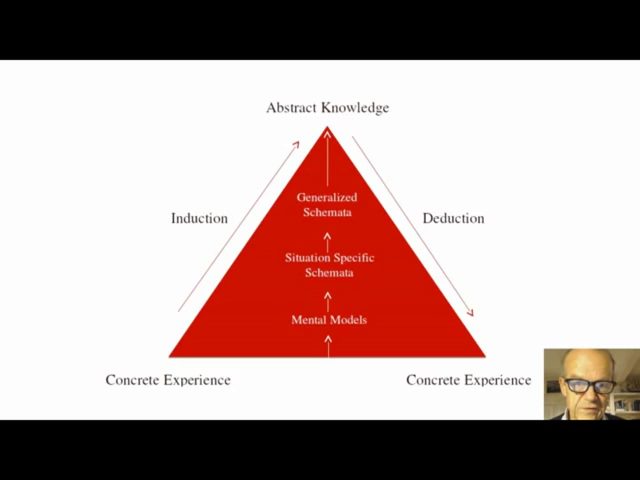 Abstract Knowledge
Generalized
Schemata
Induction
Deduction
Situation Specific
Schemata
Mental Models
Concrete Experience
Concrete Experience